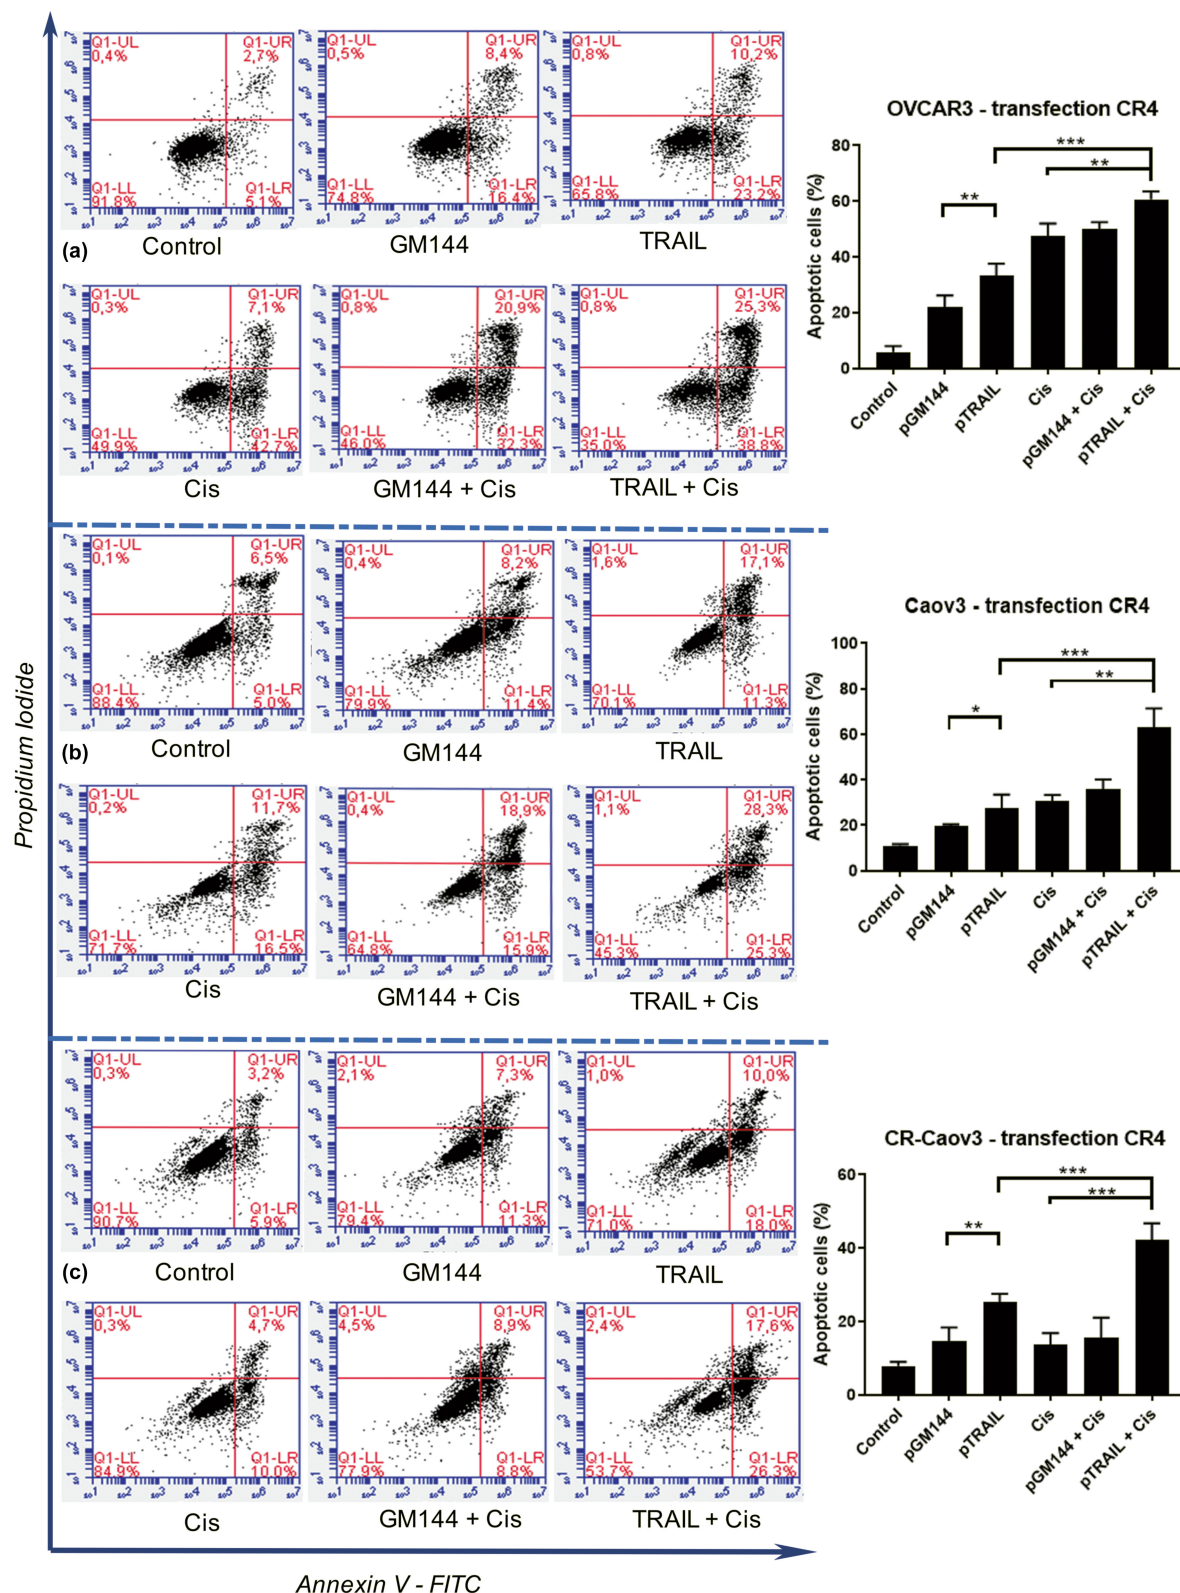 Q1-UL Q1-UR
0,4% 2,7%
Q1-LL Q1-LR
91.8% 5.1%
Control
Q1-UL Q1-UR
0,5% 8,4%
Q1-LL Q1-LR
74.8% 16.4%
GM144
Q1-UL Q1-UR
0,8% 10,2%
Q1-LL Q1-LR
65.8% 23.2%
TRAIL
(a)
Q1-UL Q1-UR
0,3% 7,1%
Q1-LL Q1-LR
49.9% 42.7%
Cis
Q1-UL Q1-UR
0,8% 20,9%
Q1-LL Q1-LR
46.0% 32.3%
GM144 + Cis
Q1-UL Q1-UR
0,8% 25,3%
Q1-LL Q1-LR
35.0% 38.8%
TRAIL + Cis
OVCAR3 - transfection CR4
Apoptotic cells (%)
80
60
40
20
0
***
**
**
Control
pGM144
pTRAIL
Cis
pGM144 + Cis
pTRAIL + Cis
Q1-UL Q1-UR
0,1% 6,5%
Q1-LL Q1-LR
88.4% 5.0%
Control
Q1-UL Q1-UR
0,4% 8,2%
Q1-LL Q1-LR
79.9% 11.4%
GM144
Q1-UL Q1-UR
1,6% 17,1%
Q1-LL Q1-LR
70.1% 11.3%
TRAIL
(b)
Q1-UL Q1-UR
0,2% 11,7%
Q1-LL Q1-LR
71.7% 16.5%
Cis
Q1-UL Q1-UR
0,4% 18,9%
Q1-LL Q1-LR
64.8% 15.9%
GM144 + Cis
Q1-UL Q1-UR
1,1% 28,3%
Q1-LL Q1-LR
45.3% 25.3%
TRAIL + Cis
Caov3 - transfection CR4
Apoptotic cells (%)
100
80
60
40
20
0
***
**
*
Control
pGM144
pTRAIL
Cis
pGM144 + Cis
pTRAIL + Cis
Q1-UL Q1-UR
0,3% 3,2%
Q1-LL Q1-LR
90.7% 5.9%
Control
Q1-UL Q1-UR
2,1% 7,3%
Q1-LL Q1-LR
79.4% 11.3%
GM144
Q1-UL Q1-UR
1,0% 10,0%
Q1-LL Q1-LR
71.0% 18.0%
TRAIL
(c)
Q1-UL Q1-UR
0,3% 4,7%
Q1-LL Q1-LR
84.9% 10.0%
Cis
Q1-UL Q1-UR
4,5% 8,9%
Q1-LL Q1-LR
77.9% 8.8%
GM144 + Cis
Q1-UL Q1-UR
2,4% 17,6%
Q1-LL Q1-LR
53.7% 26.3%
TRAIL + Cis
CR-Caov3 - transfection CR4
Apoptotic cells (%)
60
40
20
0
***
***
**
Control
pGM144
pTRAIL
Cis
pGM144 + Cis
pTRAIL + Cis
Propidium Iodide
Annexin V - FITC